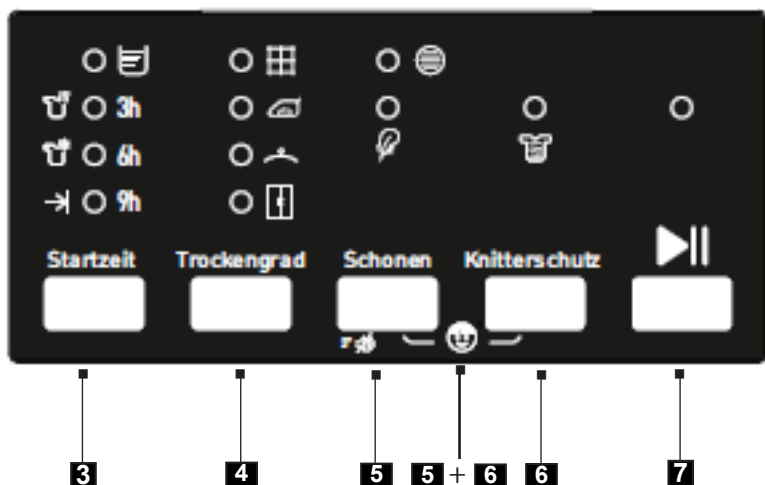 3h
6h
9h
Startzeit Trockengrad Schonen Knitterschutz
3 4 5 5 + 6 6 7